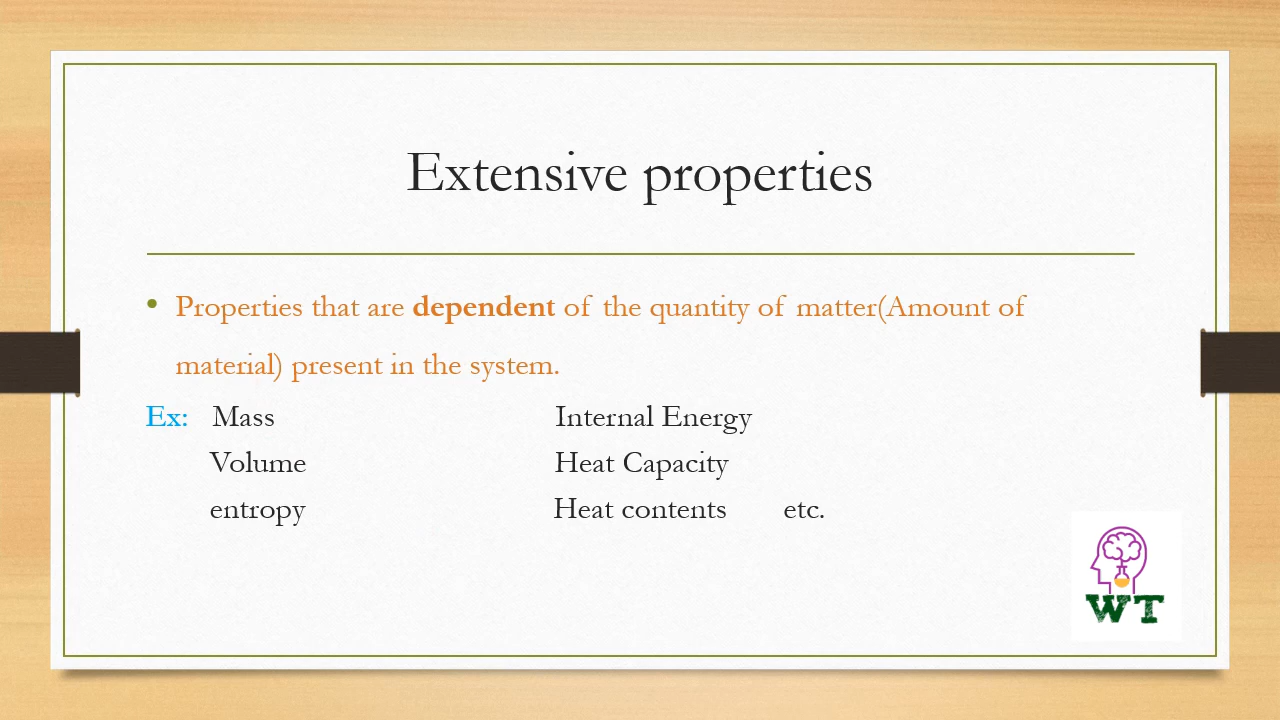 Extensive properties
• Properties that are dependent of the quantity of matter(Amount of
material) present in the system.
Ex: Mass Internal Energy
Volume Heat Capacity
entropy Heat contents etc.
WT